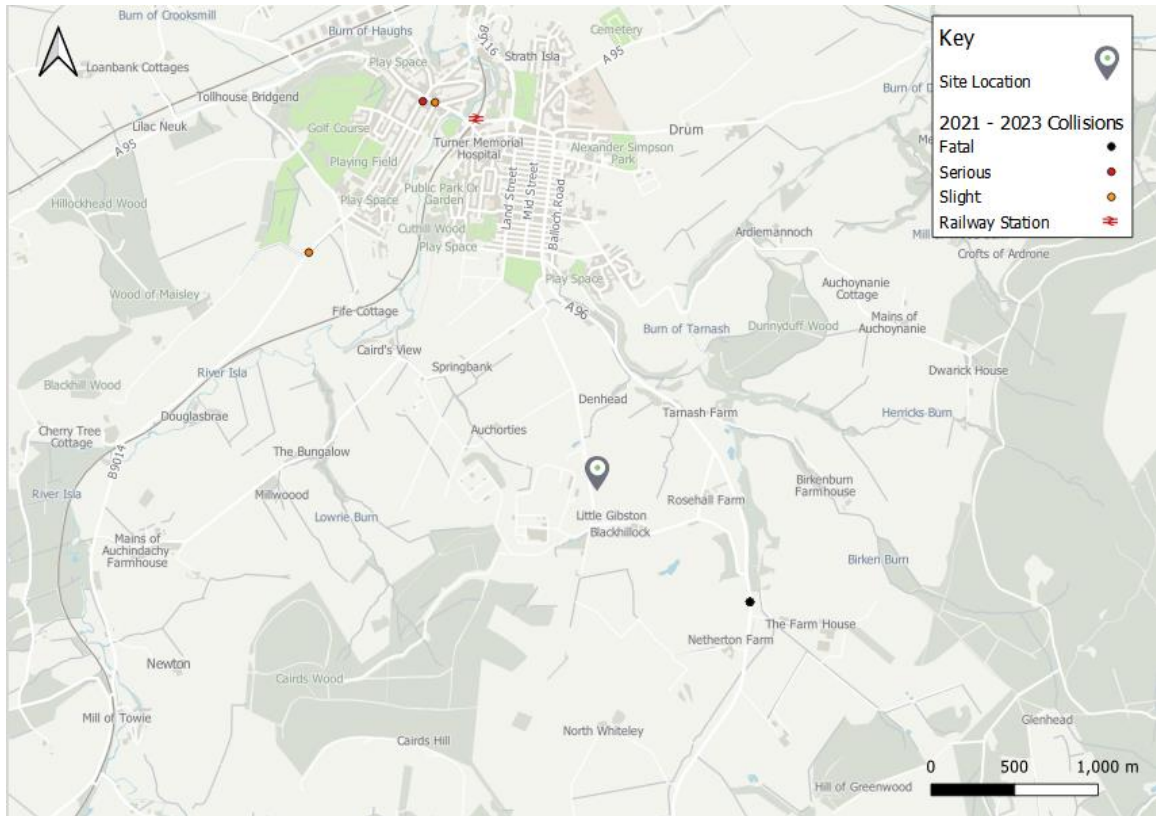 Burn of Crooksmill
Burn of Haughs
B9116
Strath Isla
Cemetery
A 95
Loanbank Cottages
Play Space
Tollhouse Bridgend
Lilac Neuk
A 95
Golf Course
Turner Memorial
Hospital
Drum
Alexander Simpson
Park
Playing Field
Public Park Or
Garden
Land Street
Mid Street
Balloch Road
Hillockhead Wood
Play Space
Cuthill Wood
Play Space
Ardiemannoch
Crofts of Ardrone
Wood of Maisley
Play Space
Auchoynanie
Cottage
Fife Cottage
A 96
Burn of Tarnash
Dunnyduff Wood
Mains of
Auchoynanie
Caird's View
Springbank
River Isla
Blackhill Wood
Dwarick House
Denhead
Tarnash Farm
Herricks Burn
Douglasbrae
Cherry Tree
Cottage
Auchorties
The Bungalow
B9014
River Isla
Millwoood
Lowrie Burn
Birkenburn
Farmhouse
Rosehall Farm
Little Gibston
Blackhillock
Mains of
Auchindachy
Farmhouse
Birken Burn
The Farm House
Netherton Farm
Newton
Cairds Wood
Mill of Towie
North Whiteley
Cairds Hill
Glenhead
Hill of Greenwood
Key
Site Location
2021 - 2023 Collisions
Fatal
Serious
Slight
Railway Station
0 500 1,000 m